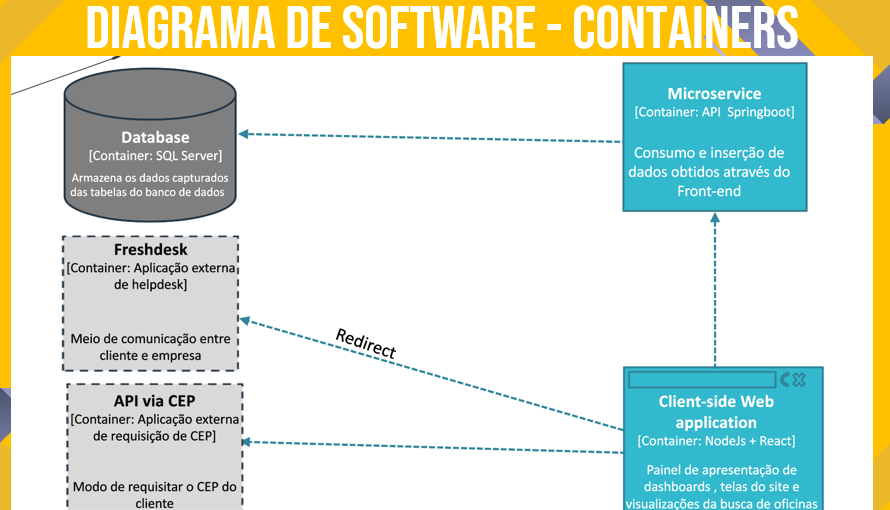 DIAGRAMA DE SOFTWARE - CONTAINERS
Database
[Container: SQL Server]
Armazena os dados capturados
das tabelas do banco de dados
Microservice
[Container: API Springboot]
Consumo e inserção de
dados obtidos através do
Front-end
Freshdesk
[Container: Aplicação externa
de helpdesk]
Meio de comunicação entre
cliente e empresa
Redirect
API via CEP
[Container: Aplicação externa
de requisição de CEP]
Modo de requisitar o CEP do
cliente
Client-side Web
application
[Container: NodeJs + React]
Painel de apresentação de
dashboards , telas do site e
visualizações da busca de oficinas